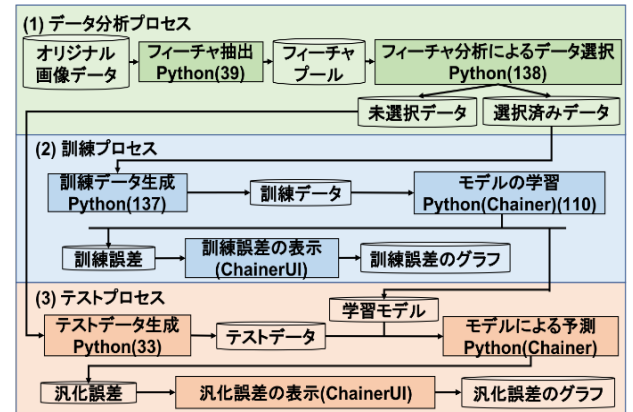 (1) データ分析プロセス
オリジナル
画像データ
フィーチャ抽出
Python(39)
フィーチャ
プール
フィーチャ分析によるデータ選択
Python(138)
未選択データ
選択済みデータ
(2) 訓練プロセス
訓練データ生成
Python(137)
訓練データ
モデルの学習
Python(Chainer)(110)
訓練誤差
訓練誤差の表示
(ChainerUI)
訓練誤差のグラフ
(3) テストプロセス
学習モデル
テストデータ生成
Python(33)
テストデータ
モデルによる予測
Python(Chainer)
汎化誤差
汎化誤差の表示(ChainerUI)
汎化誤差のグラフ